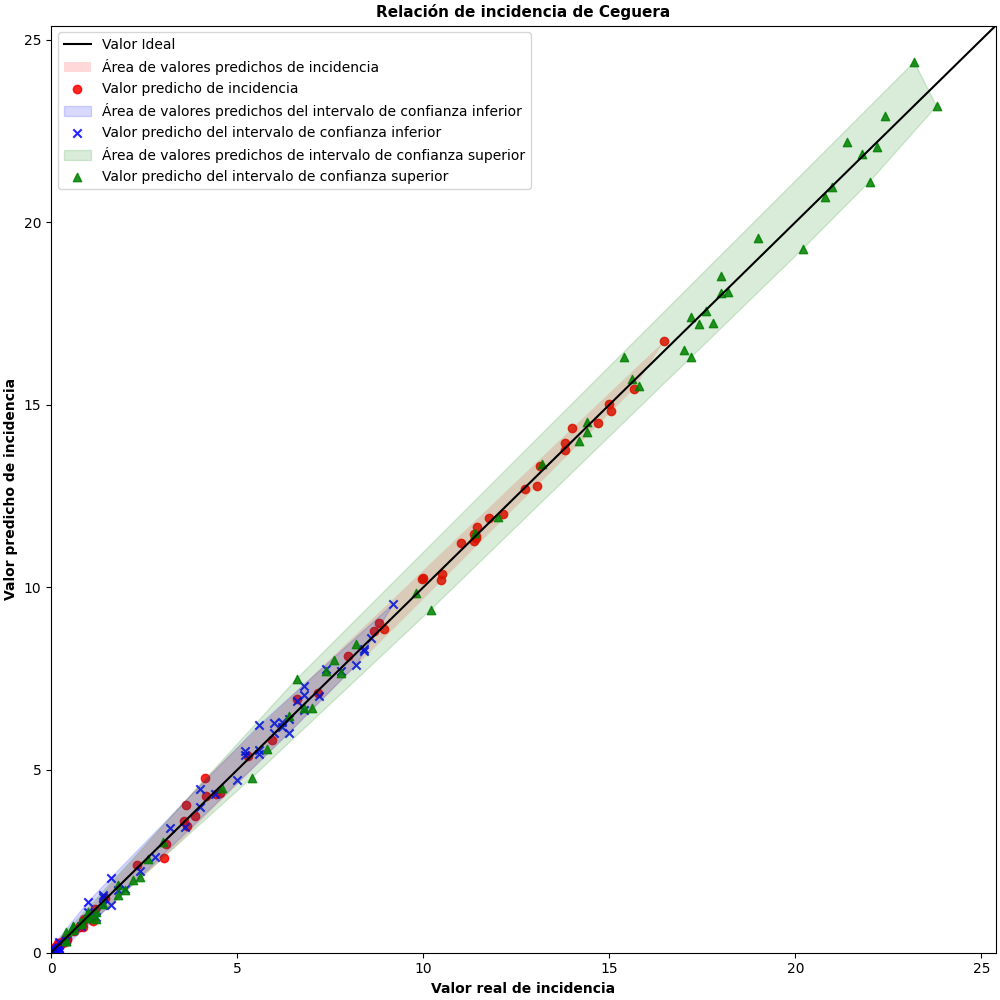 Relación de incidencia de Ceguera
Valor Ideal
Área de valores predichos de incidencia
Valor predicho de incidencia
Área de valores predichos del intervalo de confianza inferior
Valor predicho del intervalo de confianza inferior
Área de valores predichos de intervalo de confianza superior
Valor predicho del intervalo de confianza superior
Valor predicho de incidencia
25
20
15
10
5
0
0 5 10 15 20 25
Valor real de incidencia